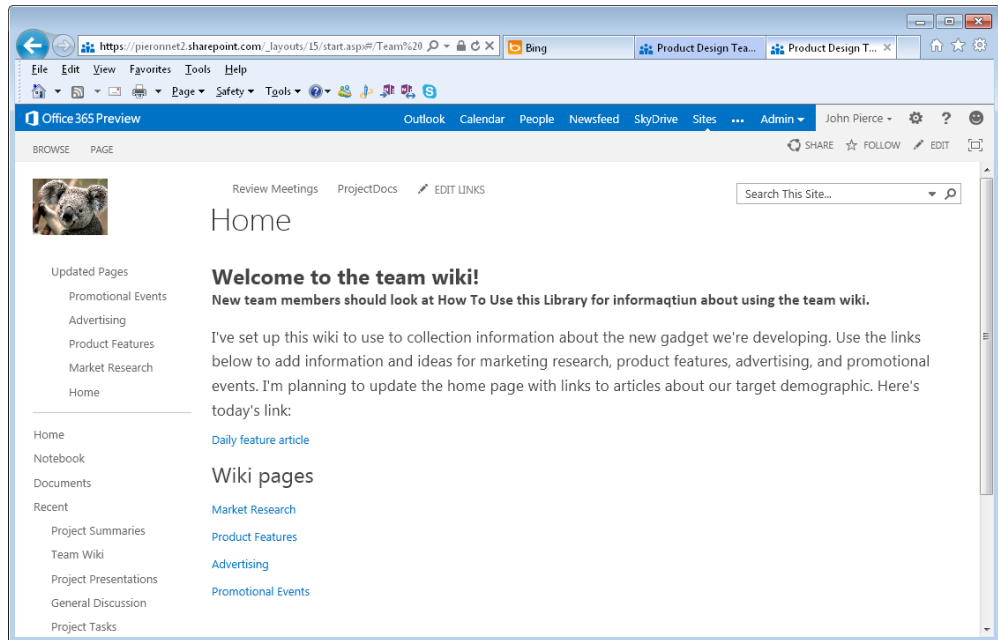 https://pieronnet2.sharepoint.com/_layouts/15/start.aspx#/Team%20
Bing
Product Design Tea...
Product Design T...
File Edit View Favorites Tools Help
Page Safety Tools
Office 365 Preview
Outlook Calendar People Newsfeed SkyDrive Sites ... Admin John Pierce ?
BROWSE PAGE
SHARE FOLLOW EDIT
Review Meetings ProjectDocs EDIT LINKS
Search This Site...
Home
Updated Pages
Promotional Events
Advertising
Product Features
Market Research
Home
Home
Notebook
Documents
Recent
Project Summaries
Team Wiki
Project Presentations
General Discussion
Project Tasks
Welcome to the team wiki!
New team members should look at How To Use this Library for informaqtiun about using the team wiki.
I've set up this wiki to use to collection information about the new gadget we're developing. Use the links
below to add information and ideas for marketing research, product features, advertising, and promotional
events. I'm planning to update the home page with links to articles about our target demographic. Here's
today's link:
Daily feature article
Wiki pages
Market Research
Product Features
Advertising
Promotional Events